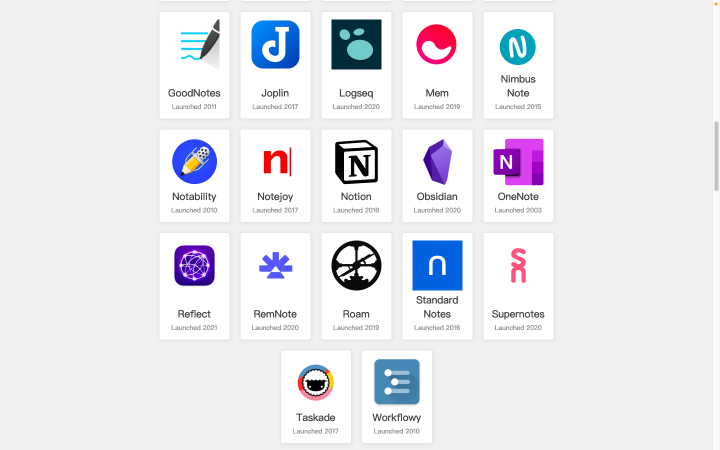 GoodNotes
Launched 2011
Joplin
Launched 2017
Logseq
Launched 2020
Mem
Launched 2019
Nimbus
Note
Launched 2015
Notability
Launched 2010
n
Notejoy
Launched 2017
N
Notion
Launched 2016
Obsidian
Launched 2020
N
OneNote
Launched 2003
Reflect
Launched 2021
RemNote
Launched 2020
Roam
Launched 2019
Standard
Notes
Launched 2016
Supernotes
Launched 2020
Taskade
Launched 2017
Workflowy
Launched 2010